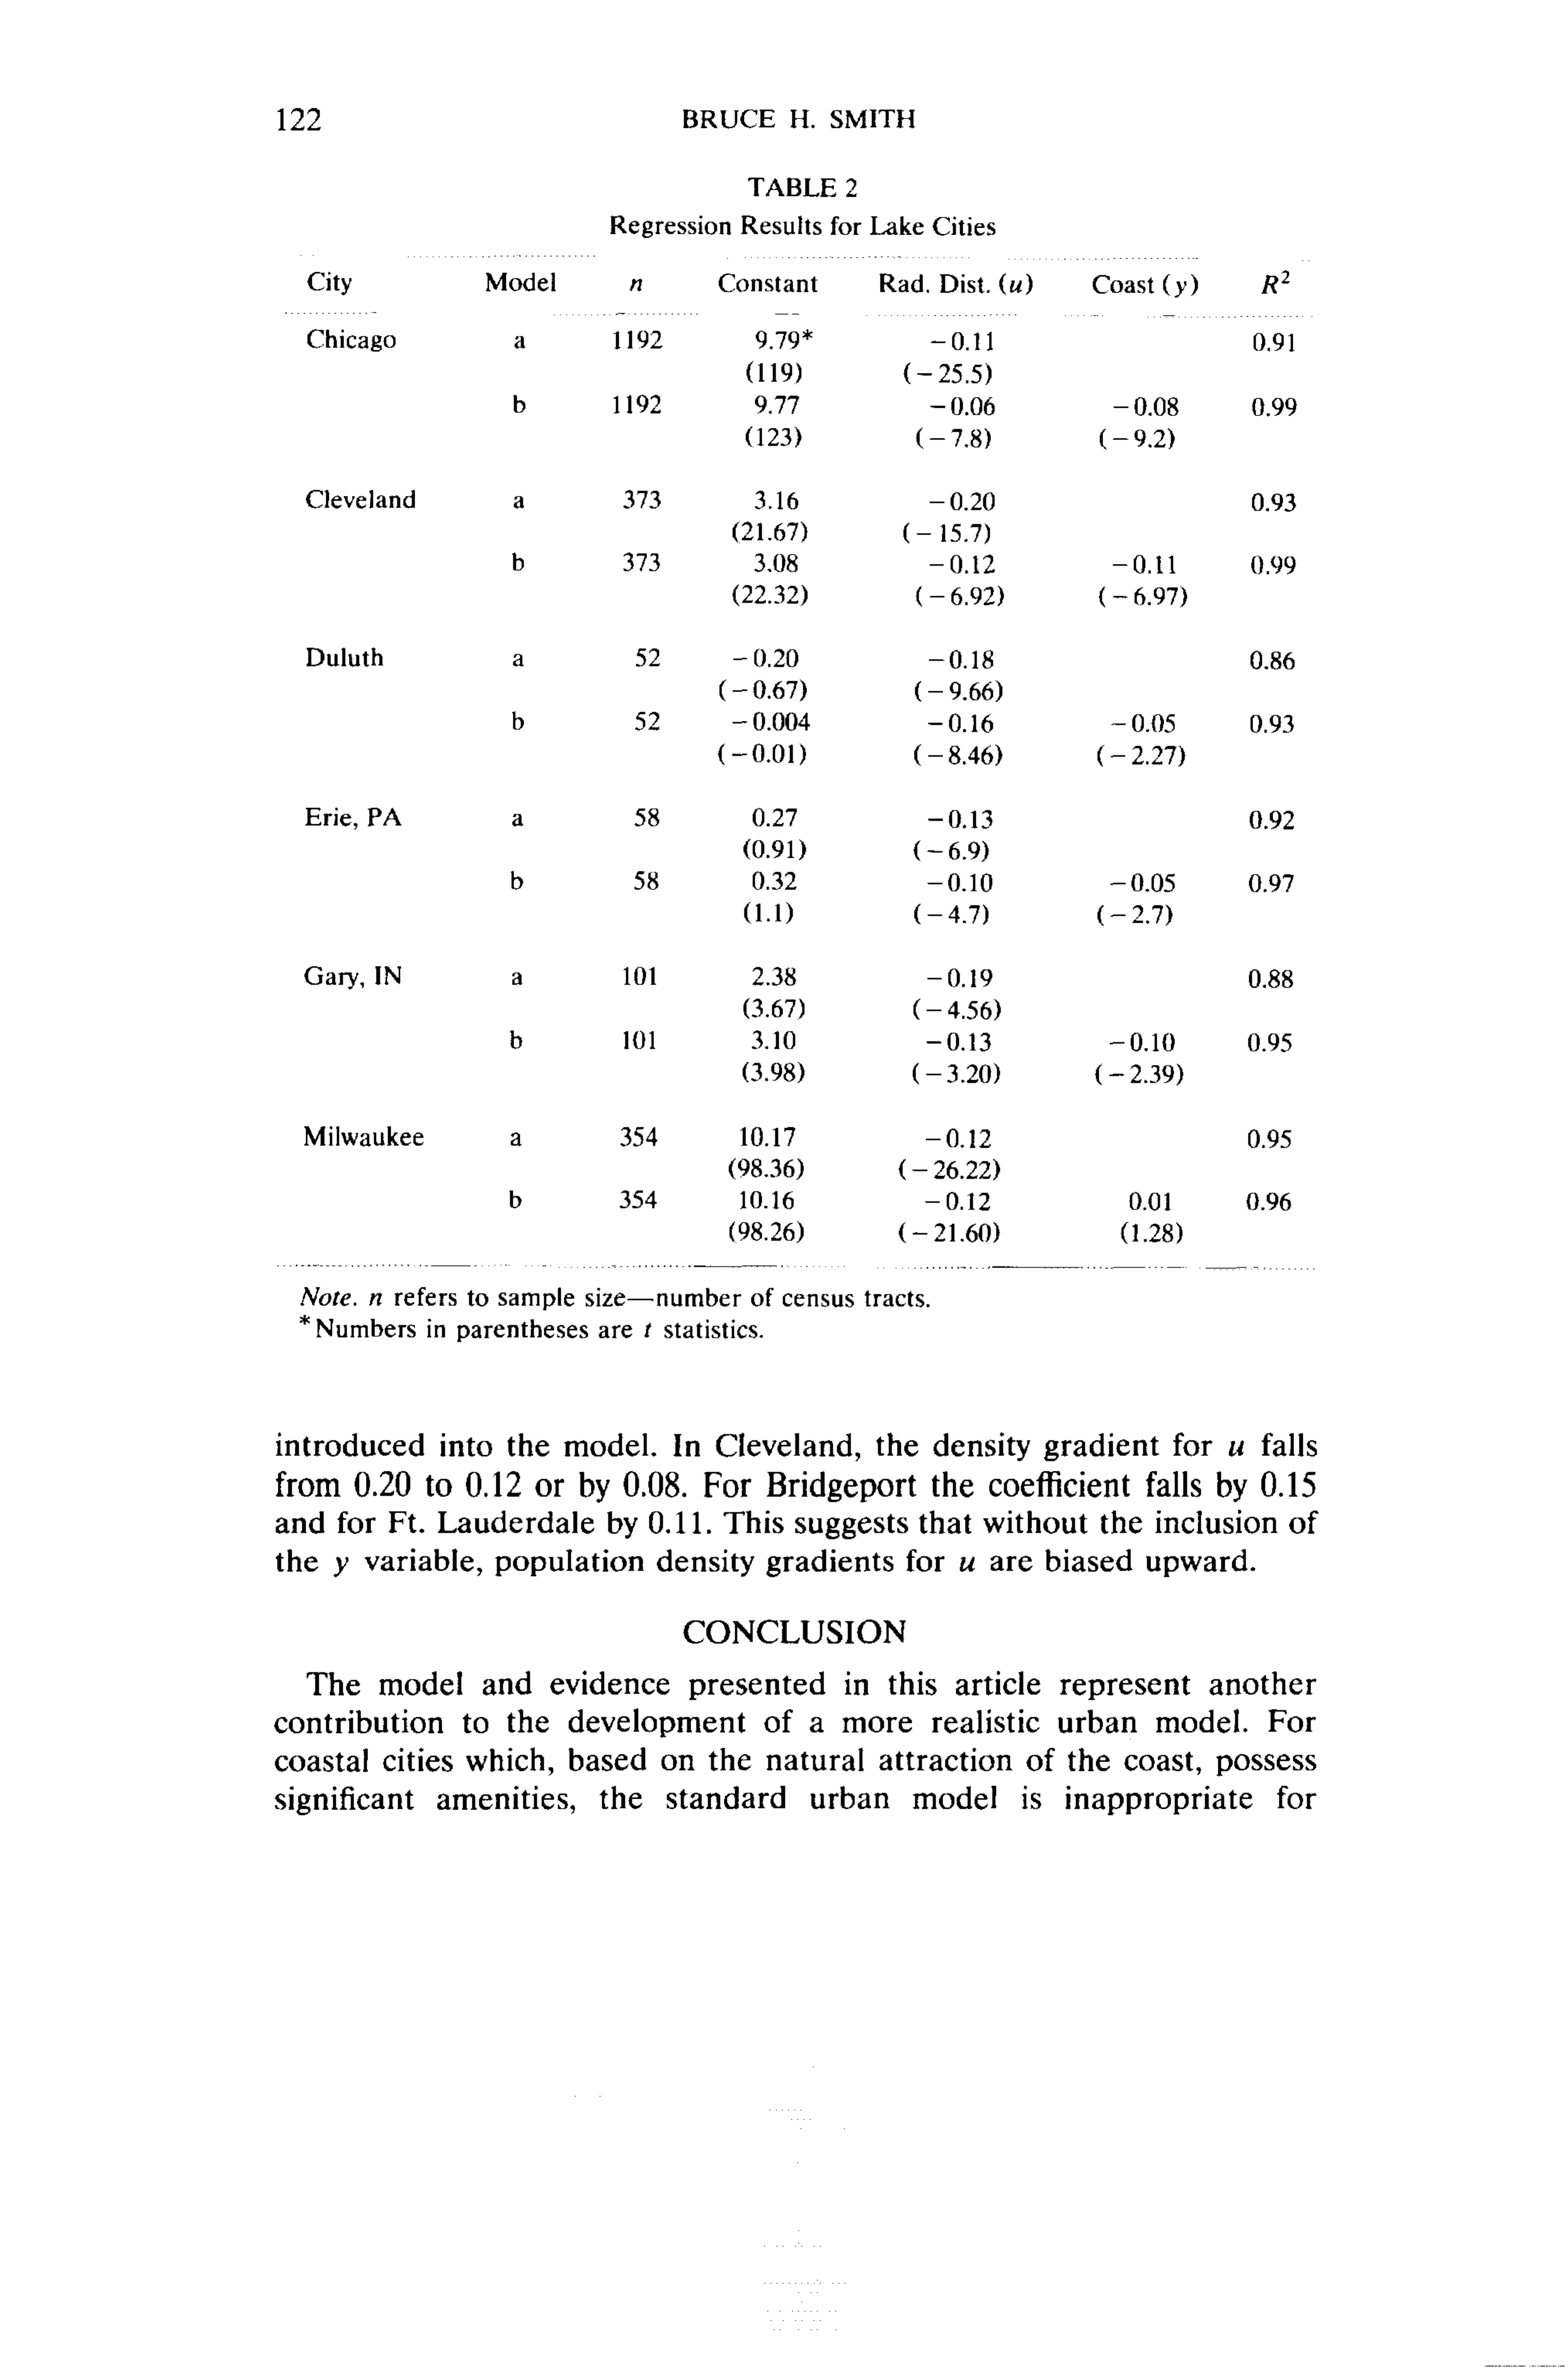 122 BRUCE H. SMITH
TABLE 2
Regression Results for Lake Cities
City Model n Constant Rad. Dist. (u) Coast (y) R²
Chicago a 1192 9.79* −0.11 0.91
(119) (−25.5)
b 1192 9.77 −0.06 −0.08 0.99
(123) (−7.8) (−9.2)
Cleveland a 373 3.16 −0.20 0.93
(21.67) (−15.7)
b 373 3.08 −0.12 −0.11 0.99
(22.32) (−6.92) (−6.97)
Duluth a 52 −0.20 −0.18 0.86
(−0.67) (−9.66)
b 52 −0.004 −0.16 −0.05 0.93
(−0.01) (−8.46) (−2.27)
Erie, PA a 58 0.27 −0.13 0.92
(0.91) (−6.9)
b 58 0.32 −0.10 −0.05 0.97
(1.1) (−4.7) (−2.7)
Gary, IN a 101 2.38 −0.19 0.88
(3.67) (−4.56)
b 101 3.10 −0.13 −0.10 0.95
(3.98) (−3.20) (−2.39)
Milwaukee a 354 10.17 −0.12 0.95
(98.36) (−26.22)
b 354 10.16 −0.12 0.01 0.96
(98.26) (−21.60) (1.28)
Note. n refers to sample size—number of census tracts.
*Numbers in parentheses are t statistics.
introduced into the model. In Cleveland, the density gradient for u falls
from 0.20 to 0.12 or by 0.08. For Bridgeport the coefficient falls by 0.15
and for Ft. Lauderdale by 0.11. This suggests that without the inclusion of
the y variable, population density gradients for u are biased upward.
CONCLUSION
The model and evidence presented in this article represent another
contribution to the development of a more realistic urban model. For
coastal cities which, based on the natural attraction of the coast, possess
significant amenities, the standard urban model is inappropriate for